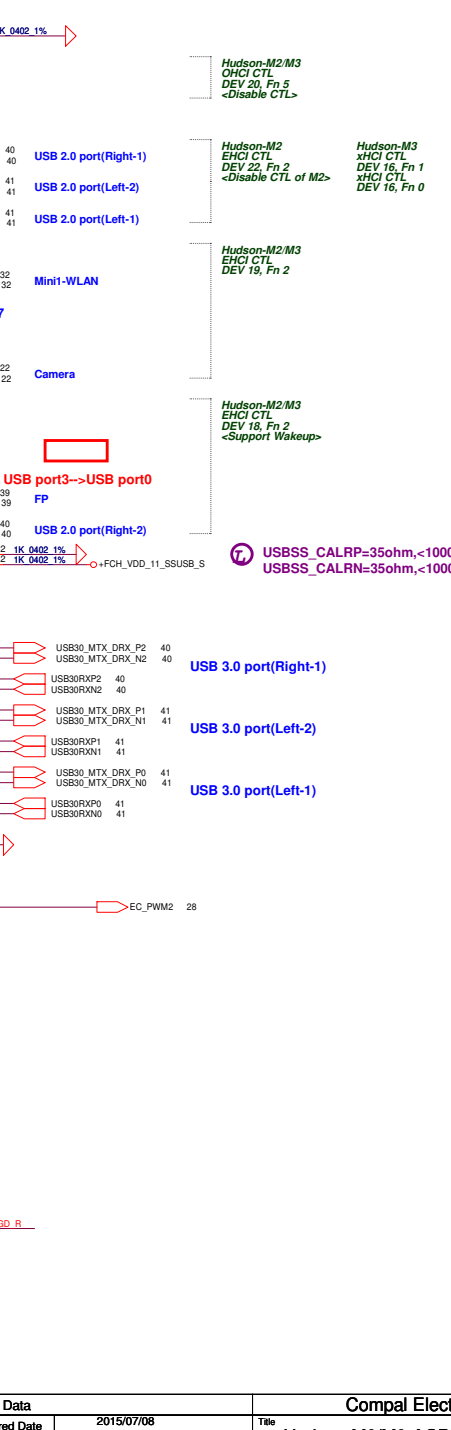 1K_0402_1%
Hudson-M2/M3
OHCI CTL
DEV 20, Fn 5
<Disable CTL>
40
40
USB 2.0 port(Right-1)
Hudson-M2
EHCI CTL
DEV 22, Fn 2
<Disable CTL of M2>
Hudson-M3
xHCI CTL
DEV 16, Fn 1
xHCI CTL
DEV 16, Fn 0
41
41
USB 2.0 port(Left-2)
41
41
USB 2.0 port(Left-1)
Hudson-M2/M3
EHCI CTL
DEV 19, Fn 2
32
32
Mini1-WLAN
22
22
Camera
Hudson-M2/M3
EHCI CTL
DEV 18, Fn 2
<Support Wakeup>
USB port3-->USB port0
39
39
FP
40
40
USB 2.0 port(Right-2)
2 1K_0402_1%
2 1K_0402_1%
+FCH_VDD_11_SSUSB_S
USBSS_CALRP=35ohm,<1000
USBSS_CALRN=35ohm,<1000
USB30_MTX_DRX_P2 40
USB30_MTX_DRX_N2 40
USB 3.0 port(Right-1)
USB30RXP2 40
USB30RXN2 40
USB30_MTX_DRX_P1 41
USB30_MTX_DRX_N1 41
USB 3.0 port(Left-2)
USB30RXP1 41
USB30RXN1 41
USB30_MTX_DRX_P0 41
USB30_MTX_DRX_N0 41
USB 3.0 port(Left-1)
USB30RXP0 41
USB30RXN0 41
EC_PWM2 28
GD_R
Data
Compal Elect
red Date
2015/07/08
Title